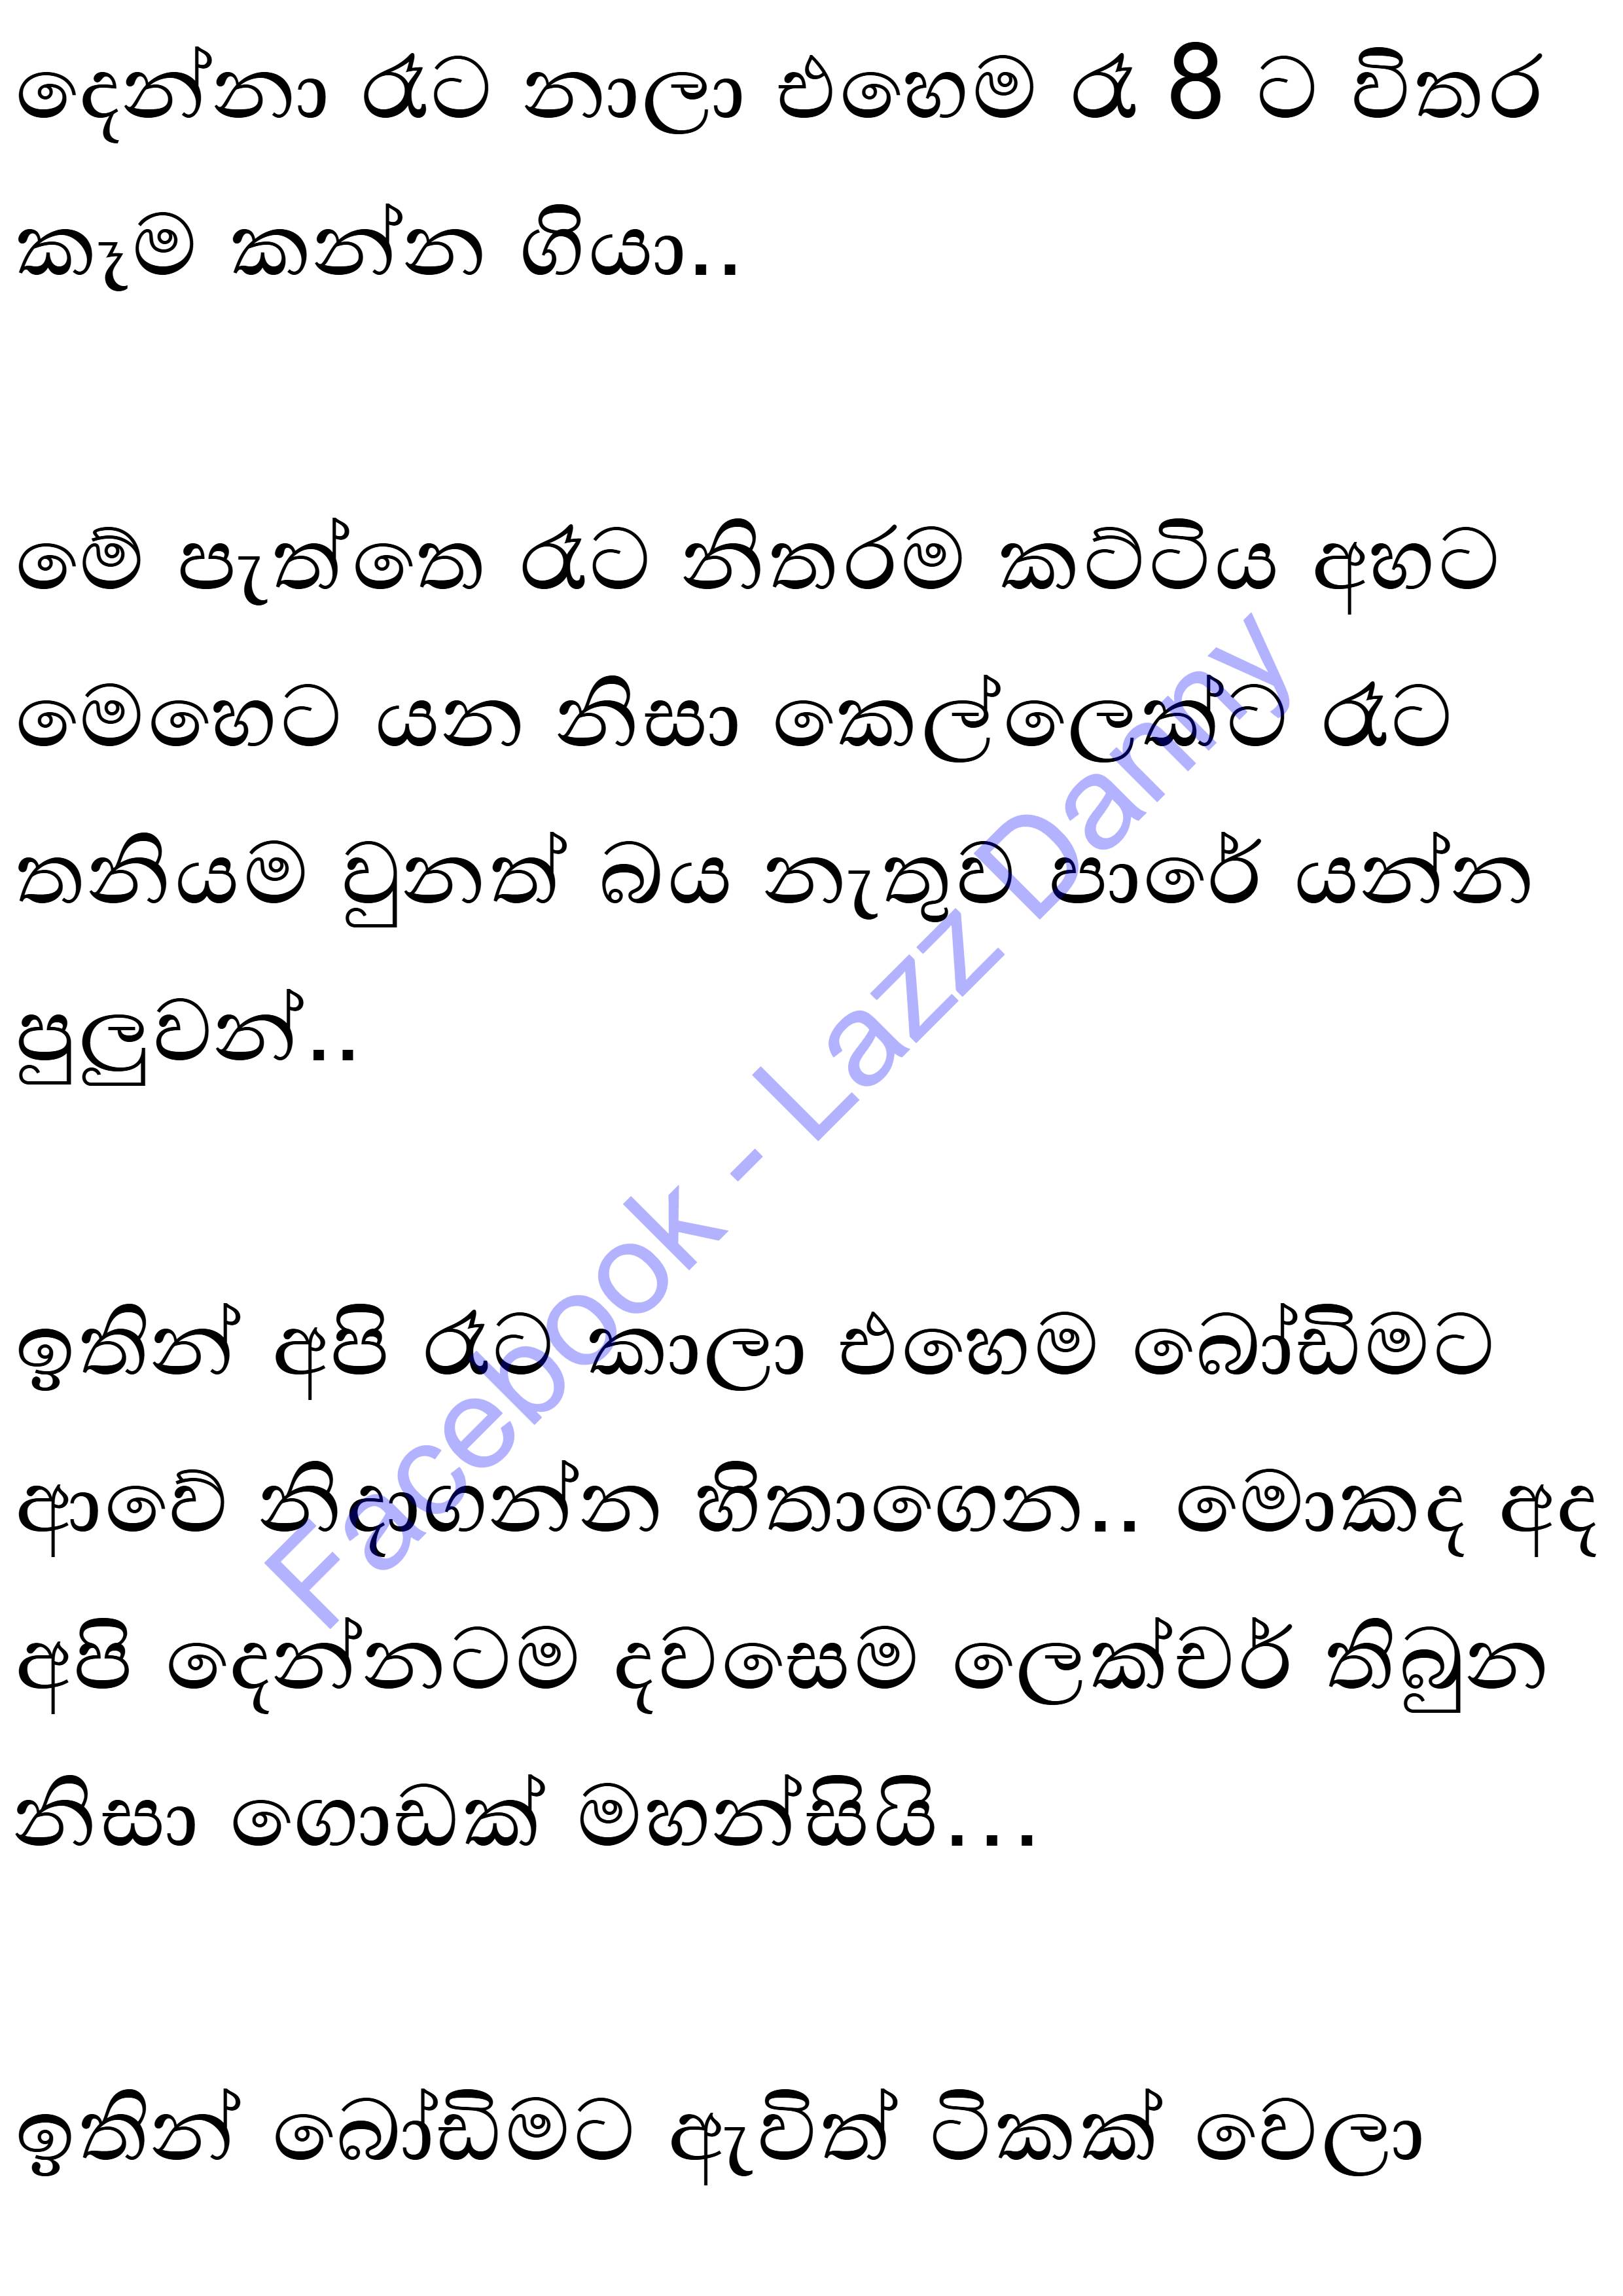 දෙන්නා රෑට නාලා එහෙම රෑ 8 ට විතර
කෑම කන්න ගියා..
මේ පැත්තෙ රෑට නිතරම කට්ටිය අහට
මෙහෙට යන නිසා කෙල්ලෙක්ට රෑට
තනියම වුනත් බය නැතුව පාරේ යන්න
පුලුවන්..
ඉතින් අපි රෑට කාලා එහෙම බෝඩිමට
ආවේ නිදාගන්න හිතාගෙන.. මොකද අද
අපි දෙන්නටම දවසෙම ලෙක්චර් තිබුන
නිසා ගොඩක් මහන්සියි...
ඉතින් බෝඩිමට ඇවිත් ටිකක් වෙලා
Facebook - Lazz Danny